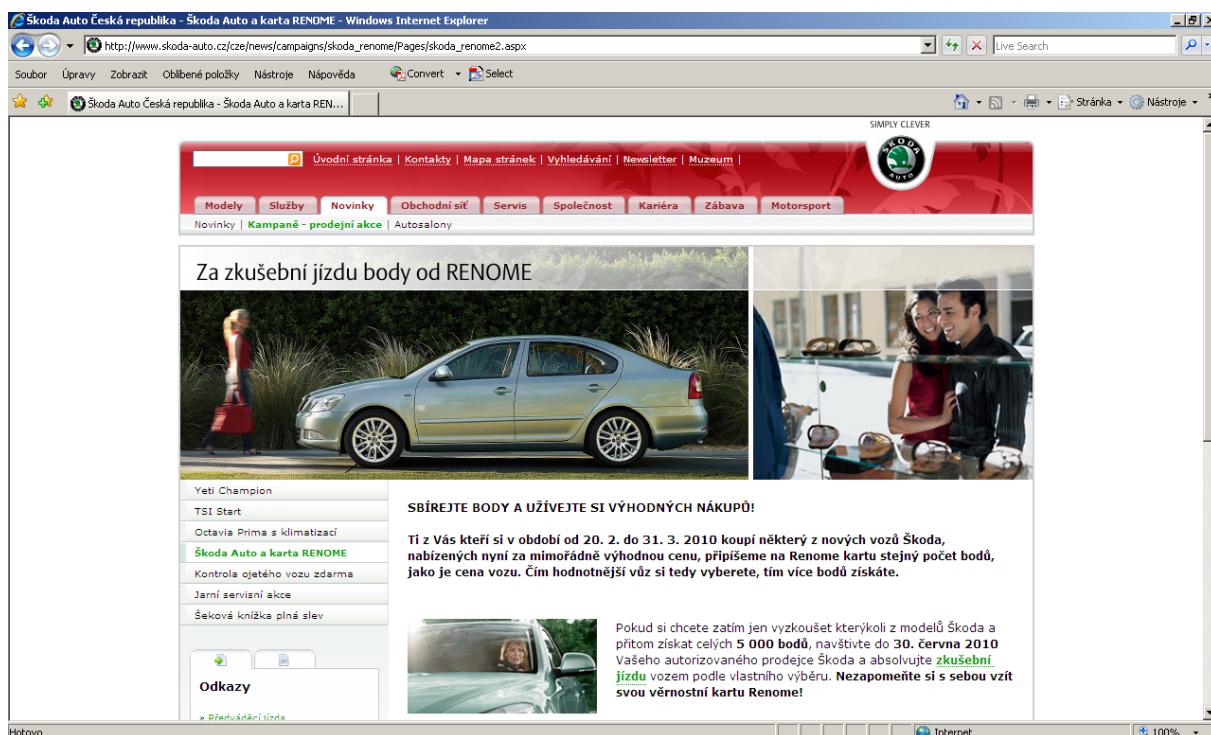 Škoda Auto Česká republika - Škoda Auto a karta RENOME - Windows Internet Explorer
http://www.skoda-auto.cz/cze/news/campaigns/skoda_renome/Pages/skoda_renome2.aspx
Live Search
Soubor Úpravy Zobrazit Oblíbené položky Nástroje Nápověda Convert Select
Škoda Auto Česká republika - Škoda Auto a karta REN...
Stránka Nástroje
SIMPLY CLEVER
ŠKODA
AUTO
Úvodní stránka | Kontakty | Mapa stránek | Vyhledávání | Newsletter | Muzeum |
Modely Služby Novinky Obchodní síť Servis Společnost Kariéra Zábava Motorsport
Novinky | Kampaně - prodejní akce | Autosalony
Za zkušební jízdu body od RENOME
Yeti Champion
TSI Start
Octavia Prima s klimatizací
Škoda Auto a karta RENOME
Kontrola ojetého vozu zdarma
Jarní servisní akce
Šeková knížka plná slev
Odkazy
» Předváděcí jízda
SBÍREJTE BODY A UŽÍVEJTE SI VÝHODNÝCH NÁKUPŮ!
Ti z Vás kteří si v období od 20. 2. do 31. 3. 2010 koupí některý z nových vozů Škoda,
nabízených nyní za mimořádně výhodnou cenu, připíšeme na Renome kartu stejný počet bodů,
jako je cena vozu. Čím hodnotnější vůz si tedy vyberete, tím více bodů získáte.
Pokud si chcete zatím jen vyzkoušet kterýkoli z modelů Škoda a
přitom získat celých 5 000 bodů, navštivte do 30. června 2010
Vašeho autorizovaného prodejce Škoda a absolvujte zkušební
jízdu vozem podle vlastního výběru. Nezapomeňte si s sebou vzít
svou věrnostní kartu Renome!
Hotovo
Internet
100%